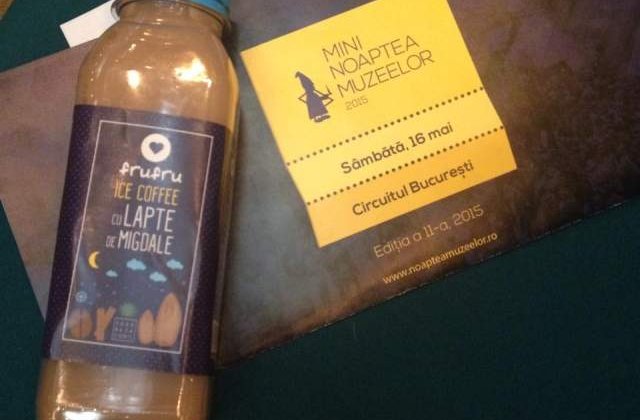 frufru
ICE COFFEE
CU LAPTE
DE MIGDALE
MINI
NOAPTEA
MUZEELOR
2015
Sâmbătă, 16 mai
Circuitul București
Ediția a 11-a, 2015
www.noapteamuzeelor.ro